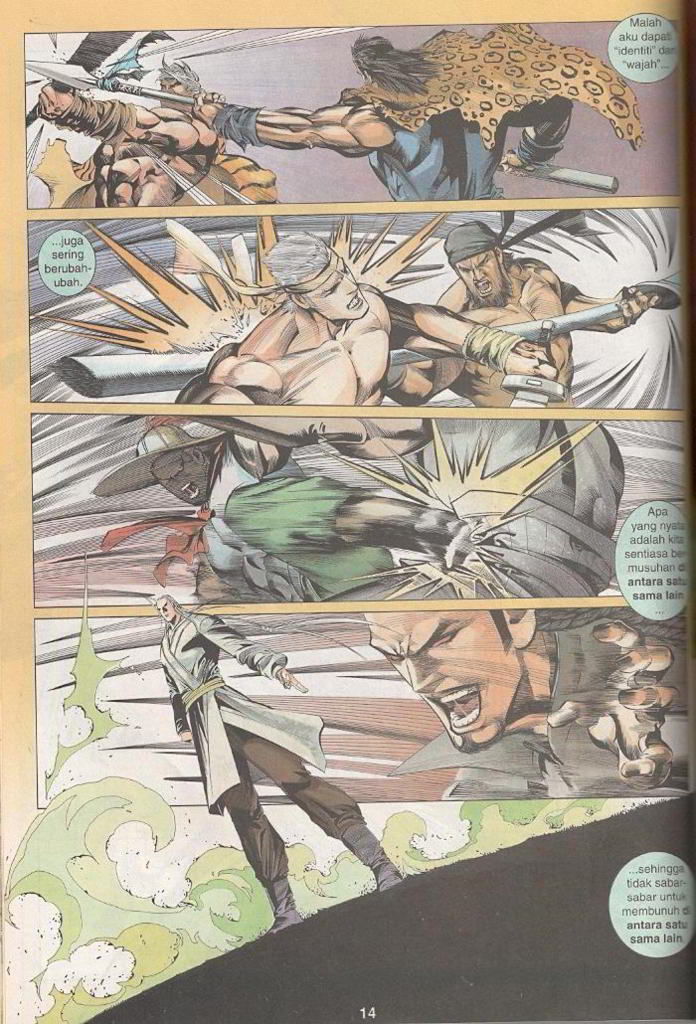 Malah
aku dapati
"identiti" dan
"wajah"...
...juga
sering
berubah-
ubah.
Apa
yang nyata
adalah kita
sentiasa ber
musuhan di
antara satu
sama lain
...
...sehingga
tidak sabar-
sabar untuk
membunuh di
antara satu
sama lain.
14